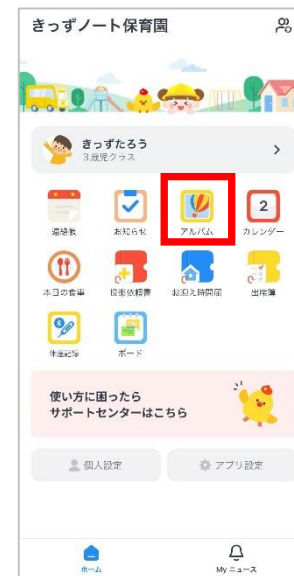 きっずノート保育園
きっずたろう
3歳児クラス
連絡帳
お知らせ
アルバム
2
カレンダー
本日の食事
投薬依頼書
お迎え時間届
出席簿
体温記録
ボード
使い方に困ったら
サポートセンターはこちら
個人設定
アプリ設定
ホーム
My ニュース